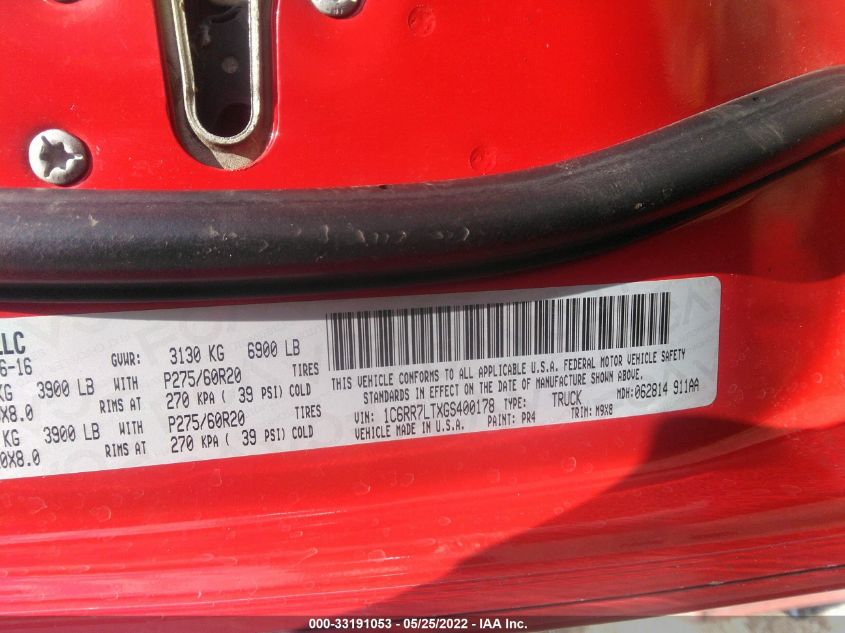 LLC
6-16
GVWR: 3130 KG 6900 LB
KG 3900 LB WITH P275/60R20 TIRES
0X8.0 RIMS AT 270 KPA ( 39 PSI) COLD
KG 3900 LB WITH P275/60R20 TIRES
0X8.0 RIMS AT 270 KPA ( 39 PSI) COLD
THIS VEHICLE CONFORMS TO ALL APPLICABLE U.S.A. FEDERAL MOTOR VEHICLE SAFETY
STANDARDS IN EFFECT ON THE DATE OF MANUFACTURE SHOWN ABOVE.
VIN: 1C6RR7LTXGS400178 TYPE: TRUCK MDH: 062814 911AA
VEHICLE MADE IN U.S.A. PAINT: PR4 TRIM: M9X8
000-33191053 — 05/25/2022 — IAA Inc.